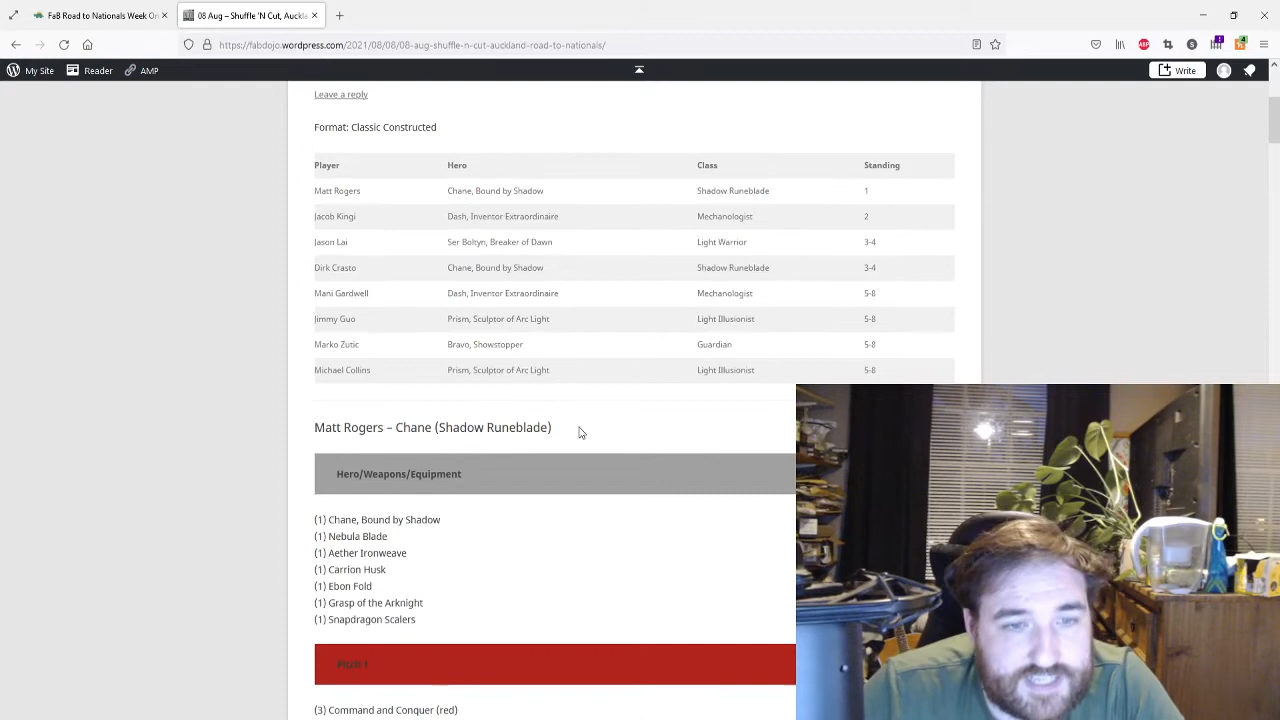 FaB Road to Nationals Week On
08 Aug – Shuffle 'N Cut, Auckla
https://fabdojo.wordpress.com/2021/08/08/08-aug-shuffle-n-cut-auckland-road-to-nationals/
My Site
Reader
AMP
Write
Leave a reply
Format: Classic Constructed
Player Hero Class Standing
Matt Rogers Chane, Bound by Shadow Shadow Runeblade 1
Jacob Kingi Dash, Inventor Extraordinaire Mechanologist 2
Jason Lai Ser Boltyn, Breaker of Dawn Light Warrior 3-4
Dirk Crasto Chane, Bound by Shadow Shadow Runeblade 3-4
Mani Gardwell Dash, Inventor Extraordinaire Mechanologist 5-8
Jimmy Guo Prism, Sculptor of Arc Light Light Illusionist 5-8
Marko Zutic Bravo, Showstopper Guardian 5-8
Michael Collins Prism, Sculptor of Arc Light Light Illusionist 5-8
Matt Rogers – Chane (Shadow Runeblade)
Hero/Weapons/Equipment
(1) Chane, Bound by Shadow
(1) Nebula Blade
(1) Aether Ironweave
(1) Carrion Husk
(1) Ebon Fold
(1) Grasp of the Arknight
(1) Snapdragon Scalers
Pitch 1
(3) Command and Conquer (red)